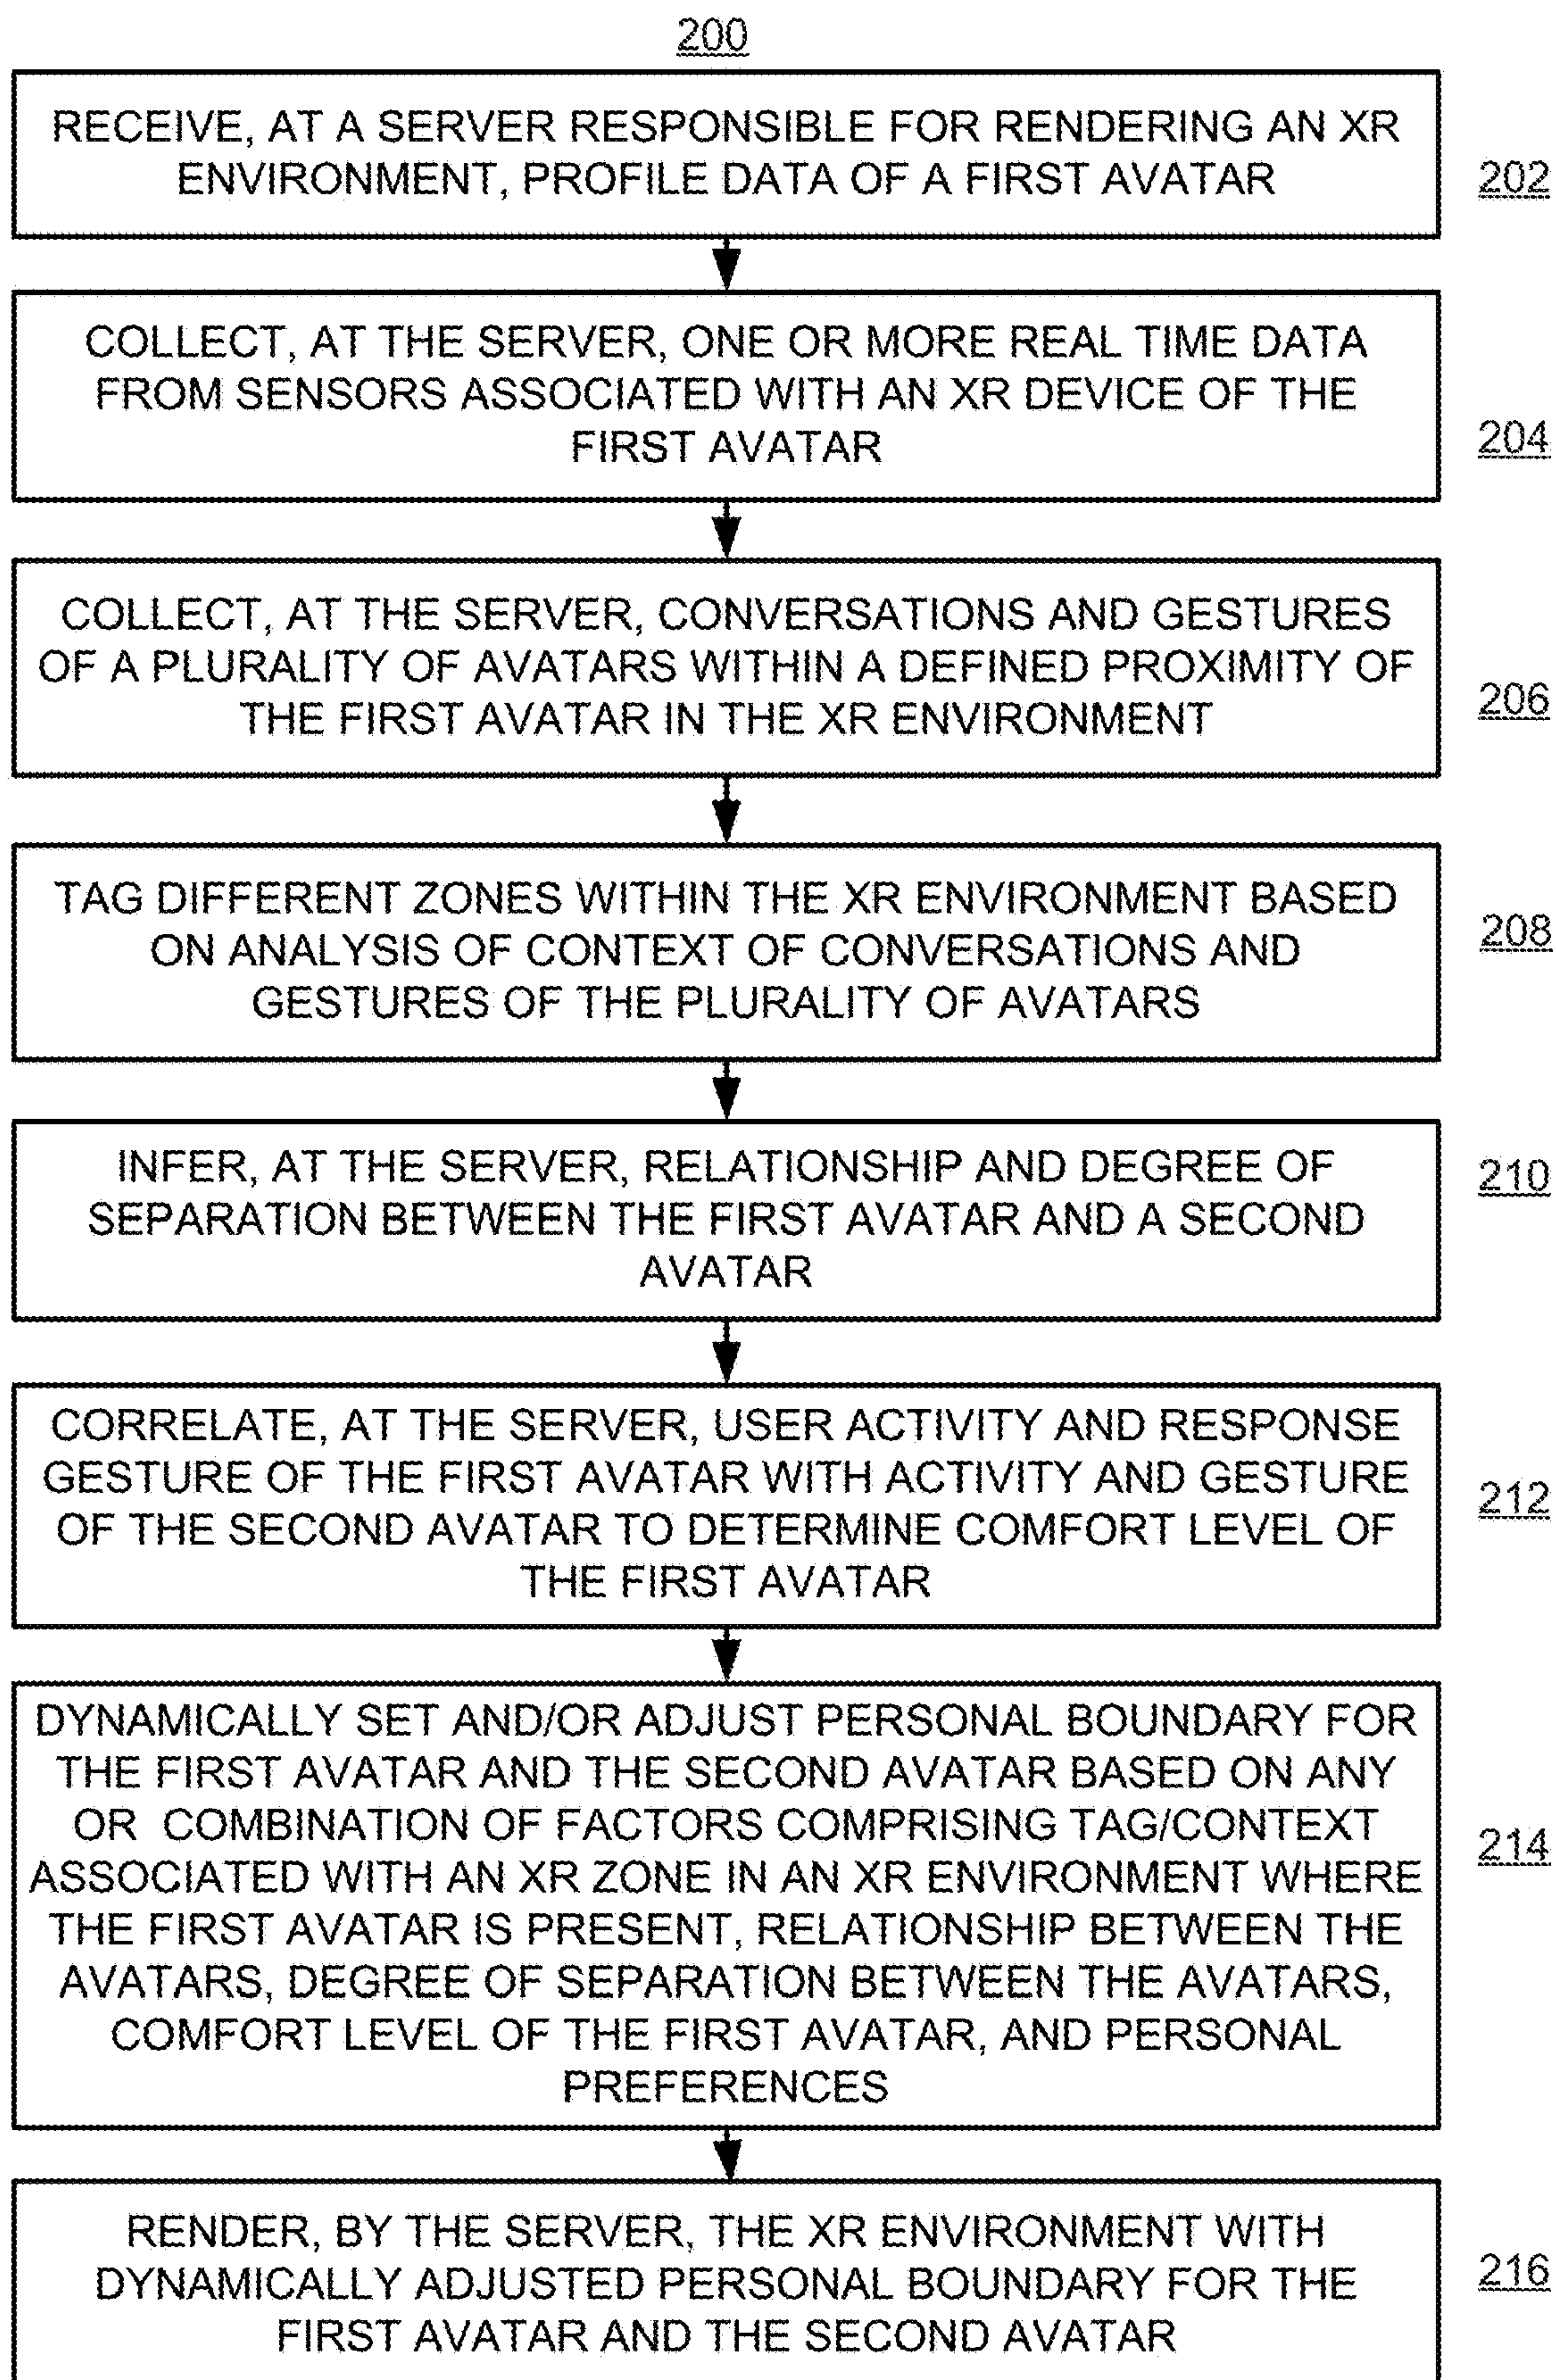 200
RECEIVE, AT A SERVER RESPONSIBLE FOR RENDERING AN XR
ENVIRONMENT, PROFILE DATA OF A FIRST AVATAR
202
COLLECT, AT THE SERVER, ONE OR MORE REAL TIME DATA
FROM SENSORS ASSOCIATED WITH AN XR DEVICE OF THE
FIRST AVATAR
204
COLLECT, AT THE SERVER, CONVERSATIONS AND GESTURES
OF A PLURALITY OF AVATARS WITHIN A DEFINED PROXIMITY OF
THE FIRST AVATAR IN THE XR ENVIRONMENT
206
TAG DIFFERENT ZONES WITHIN THE XR ENVIRONMENT BASED
ON ANALYSIS OF CONTEXT OF CONVERSATIONS AND
GESTURES OF THE PLURALITY OF AVATARS
208
INFER, AT THE SERVER, RELATIONSHIP AND DEGREE OF
SEPARATION BETWEEN THE FIRST AVATAR AND A SECOND
AVATAR
210
CORRELATE, AT THE SERVER, USER ACTIVITY AND RESPONSE
GESTURE OF THE FIRST AVATAR WITH ACTIVITY AND GESTURE
OF THE SECOND AVATAR TO DETERMINE COMFORT LEVEL OF
THE FIRST AVATAR
212
DYNAMICALLY SET AND/OR ADJUST PERSONAL BOUNDARY FOR
THE FIRST AVATAR AND THE SECOND AVATAR BASED ON ANY
OR COMBINATION OF FACTORS COMPRISING TAG/CONTEXT
ASSOCIATED WITH AN XR ZONE IN AN XR ENVIRONMENT WHERE
THE FIRST AVATAR IS PRESENT, RELATIONSHIP BETWEEN THE
AVATARS, DEGREE OF SEPARATION BETWEEN THE AVATARS,
COMFORT LEVEL OF THE FIRST AVATAR, AND PERSONAL
PREFERENCES
214
RENDER, BY THE SERVER, THE XR ENVIRONMENT WITH
DYNAMICALLY ADJUSTED PERSONAL BOUNDARY FOR THE
FIRST AVATAR AND THE SECOND AVATAR
216